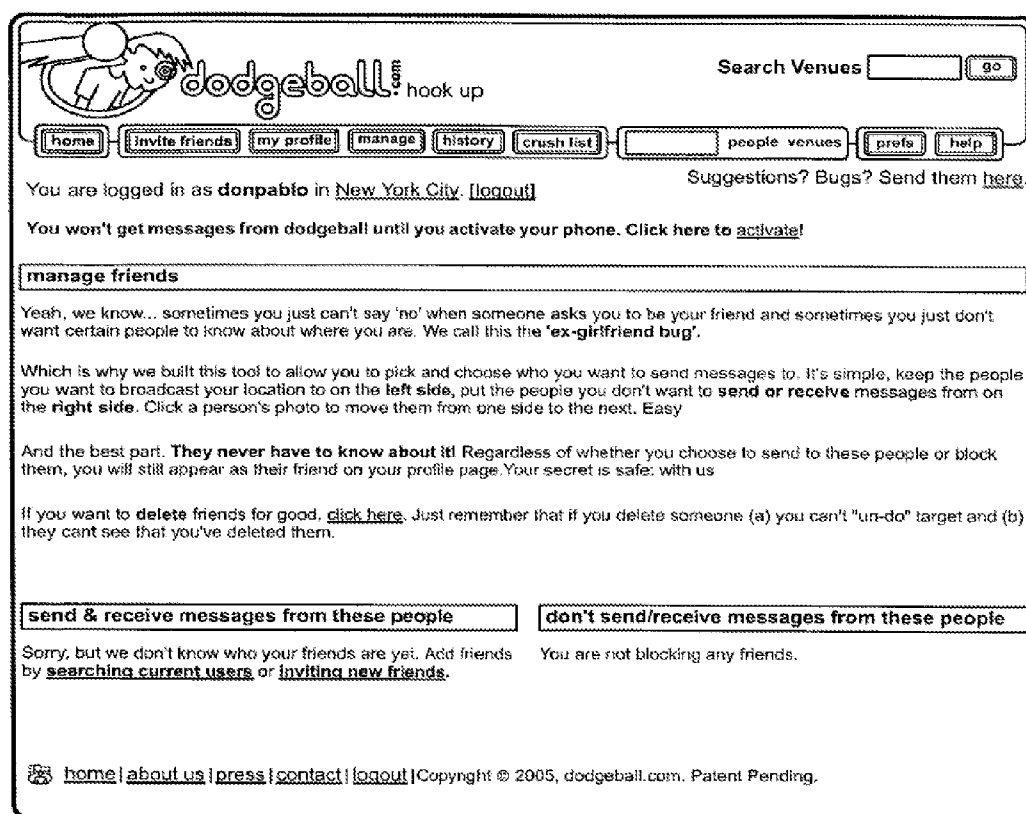 dodgeball.com hook up
Search Venues go
home invite friends my profile manage history crush list people venues prefs help
You are logged in as donpablo in New York City. [logout]
Suggestions? Bugs? Send them here.
You won't get messages from dodgeball until you activate your phone. Click here to activate!
manage friends
Yeah, we know... sometimes you just can't say 'no' when someone asks you to be your friend and sometimes you just don't
want certain people to know about where you are. We call this the 'ex-girlfriend bug'.
Which is why we built this tool to allow you to pick and choose who you want to send messages to. It's simple, keep the people
you want to broadcast your location to on the left side, put the people you don't want to send or receive messages from on
the right side. Click a person's photo to move them from one side to the next. Easy
And the best part. They never have to know about it! Regardless of whether you choose to send to these people or block
them, you will still appear as their friend on your profile page.Your secret is safe: with us
If you want to delete friends for good, click here. Just remember that if you delete someone (a) you can't "un-do" target and (b)
they cant see that you've deleted them.
send & receive messages from these people
Sorry, but we don't know who your friends are yet. Add friends
by searching current users or inviting new friends.
don't send/receive messages from these people
You are not blocking any friends.
home | about us | press | contact | logout | Copyright © 2005, dodgeball.com. Patent Pending.